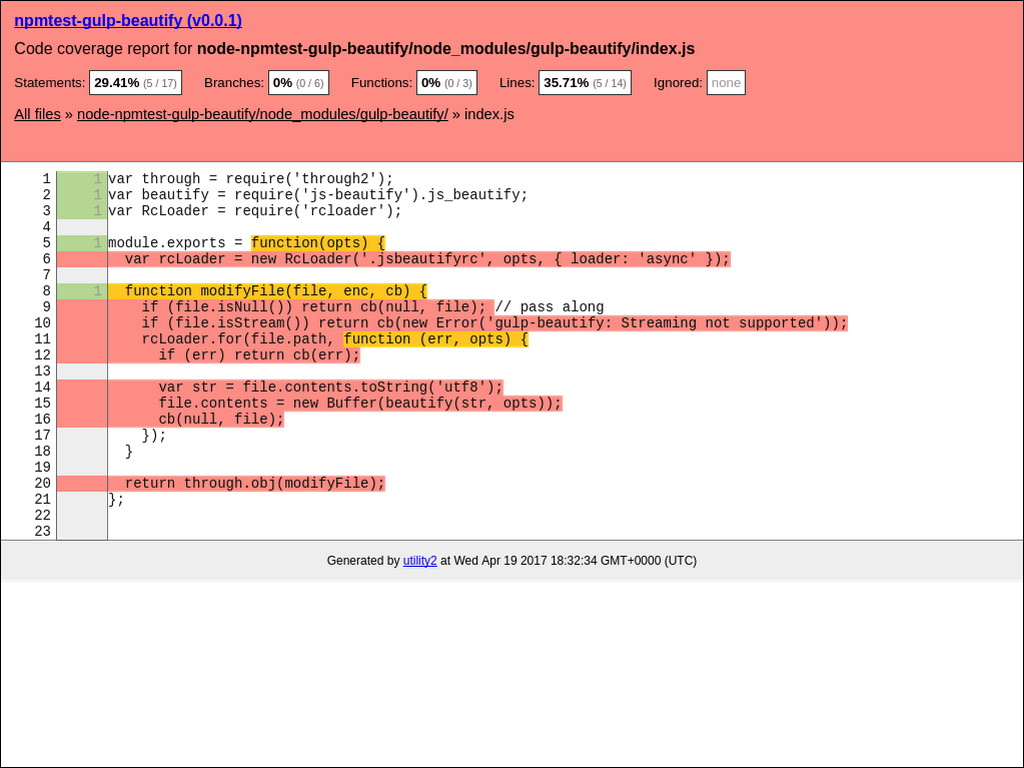 npmtest-gulp-beautify (v0.0.1)
Code coverage report for node-npmtest-gulp-beautify/node_modules/gulp-beautify/index.js
Statements: 29.41% (5 / 17) Branches: 0% (0 / 6) Functions: 0% (0 / 3) Lines: 35.71% (5 / 14) Ignored: none
All files » node-npmtest-gulp-beautify/node_modules/gulp-beautify/ » index.js
1 1 var through = require('through2');
2 1 var beautify = require('js-beautify').js_beautify;
3 1 var RcLoader = require('rcloader');
4
5 1 module.exports = function(opts) {
6   var rcLoader = new RcLoader('.jsbeautifyrc', opts, { loader: 'async' });
7
8 1   function modifyFile(file, enc, cb) {
9     if (file.isNull()) return cb(null, file); // pass along
10     if (file.isStream()) return cb(new Error('gulp-beautify: Streaming not supported'));
11     rcLoader.for(file.path, function (err, opts) {
12       if (err) return cb(err);
13
14       var str = file.contents.toString('utf8');
15       file.contents = new Buffer(beautify(str, opts));
16       cb(null, file);
17     });
18   }
19
20   return through.obj(modifyFile);
21 };
22
23
Generated by utility2 at Wed Apr 19 2017 18:32:34 GMT+0000 (UTC)